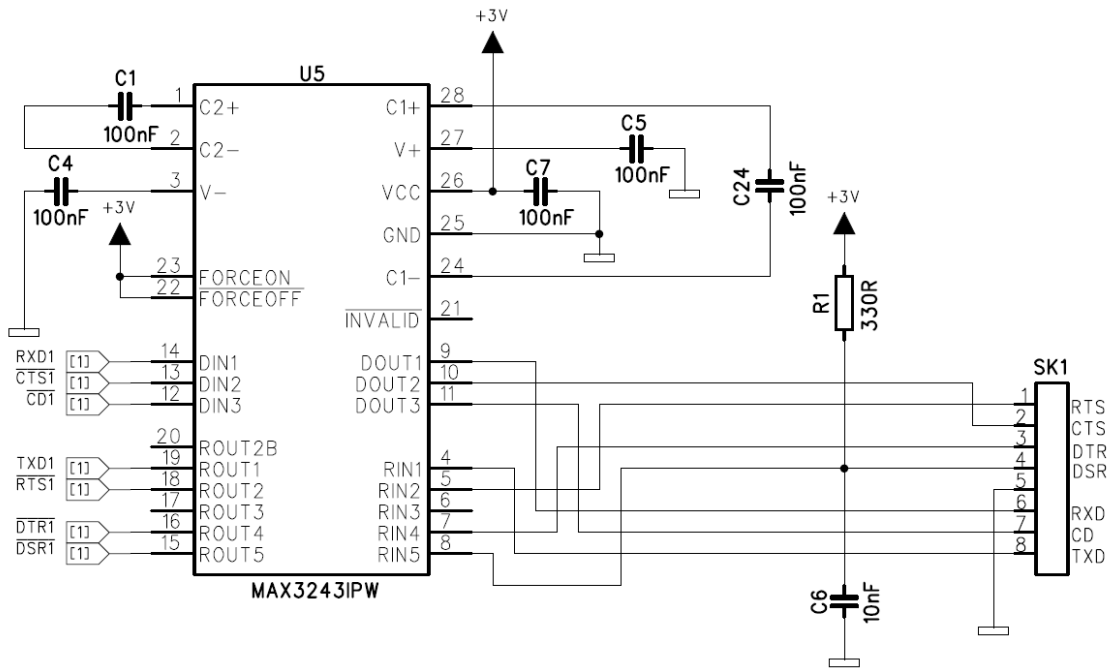 +3V
U5
C1
100nF
1
C2+
2
C2-
C4
100nF
3
V-
+3V
23
FORCEON
22
FORCEOFF
RXD1
[1]
14
DIN1
CTS1
[1]
13
DIN2
CD1
[1]
12
DIN3
20
ROUT2B
TXD1
[1]
19
ROUT1
RTS1
[1]
18
ROUT2
17
ROUT3
DTR1
[1]
16
ROUT4
DSR1
[1]
15
ROUT5
C1+
28
V+
27
C5
100nF
VCC
26
C7
100nF
GND
25
C1-
24
C24
100nF
INVALID
21
DOUT1
9
DOUT2
10
DOUT3
11
RIN1
4
RIN2
5
RIN3
6
RIN4
7
RIN5
8
MAX3243IPW
+3V
R1
330R
C6
10nF
SK1
1
RTS
2
CTS
3
DTR
4
DSR
5
6
RXD
7
CD
8
TXD